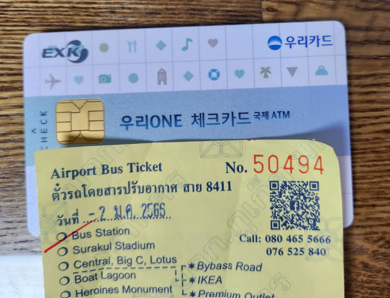 EXK
우리카드
CHECK
우리ONE 체크카드 국제 ATM
Airport Bus Ticket No. 50494
ตั๋วรถโดยสารปรับอากาศ สาย 8411
วันที่ - 2 ม.ค. 2566
Bus Station
Surakul Stadium
Central, Big C, Lotus
Boat Lagoon
Heroines Monument
Call: 080 465 5666
076 525 840
* Bypass Road
* IKEA
* Premium Outlet